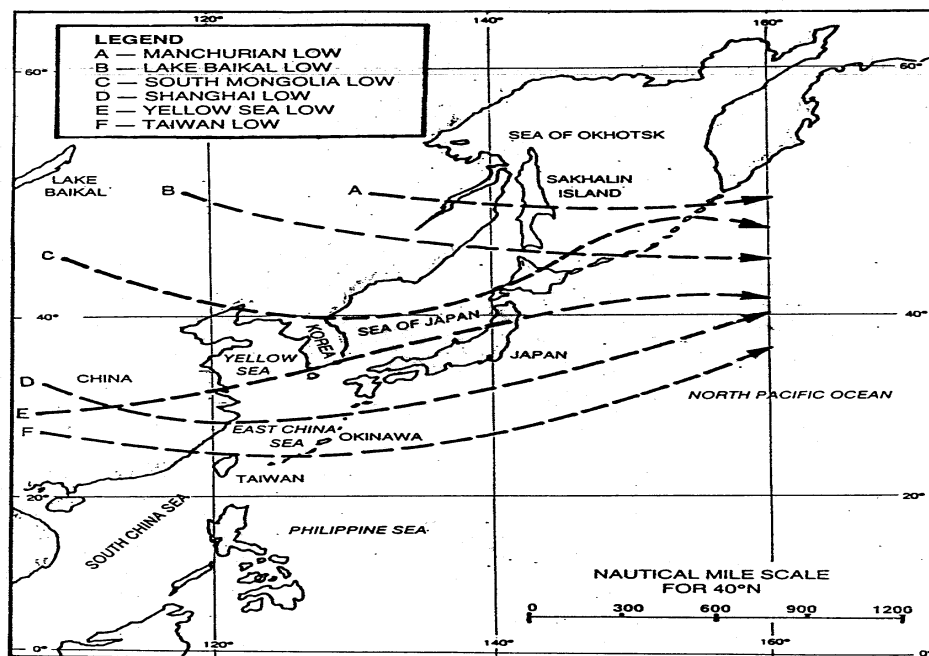 120°
140°
160°
LEGEND
A — MANCHURIAN LOW
B — LAKE BAIKAL LOW
C — SOUTH MONGOLIA LOW
D — SHANGHAI LOW
E — YELLOW SEA LOW
F — TAIWAN LOW
60°
60°
SEA OF OKHOTSK
LAKE
BAIKAL
B
A
SAKHALIN
ISLAND
C
40°
KOREA
SEA OF JAPAN
40°
YELLOW
SEA
JAPAN
D
CHINA
NORTH PACIFIC OCEAN
E
F
EAST CHINA
SEA
OKINAWA
TAIWAN
20°
20°
SOUTH CHINA SEA
PHILIPPINE SEA
NAUTICAL MILE SCALE
FOR 40°N
0 300 600 900 1200
0°
120°
140°
160°
0°